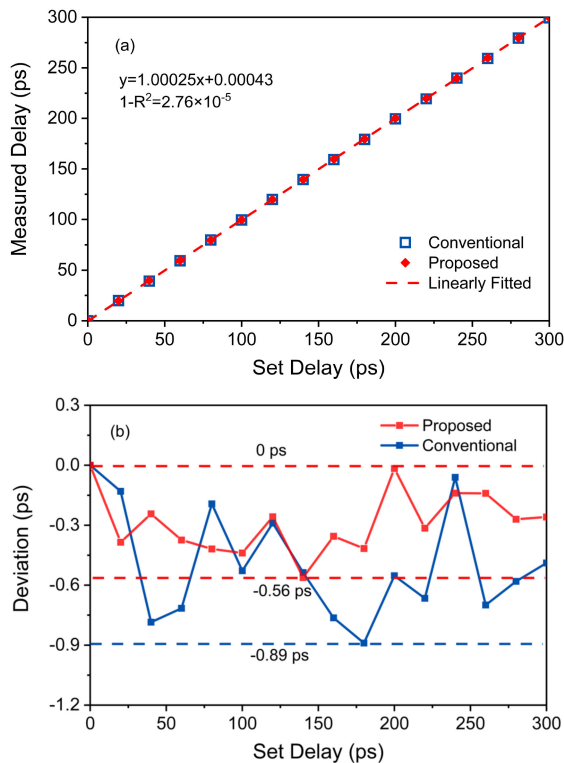 (a)
y=1.00025x+0.00043
1-R²=2.76×10⁻⁵
Measured Delay (ps)
300
250
200
150
100
50
0
Conventional
Proposed
Linearly Fitted
0 50 100 150 200 250 300
Set Delay (ps)
(b)
Proposed
Conventional
0 ps
-0.56 ps
-0.89 ps
Deviation (ps)
0.3
0.0
-0.3
-0.6
-0.9
-1.2
0 50 100 150 200 250 300
Set Delay (ps)